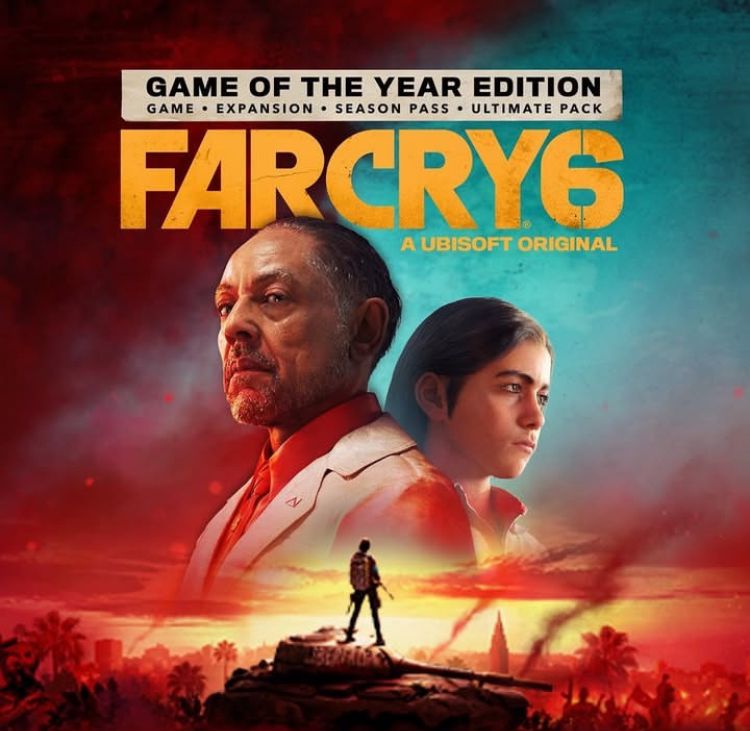 GAME OF THE YEAR EDITION
GAME • EXPANSION • SEASON PASS • ULTIMATE PACK
FARCRY6
A UBISOFT ORIGINAL